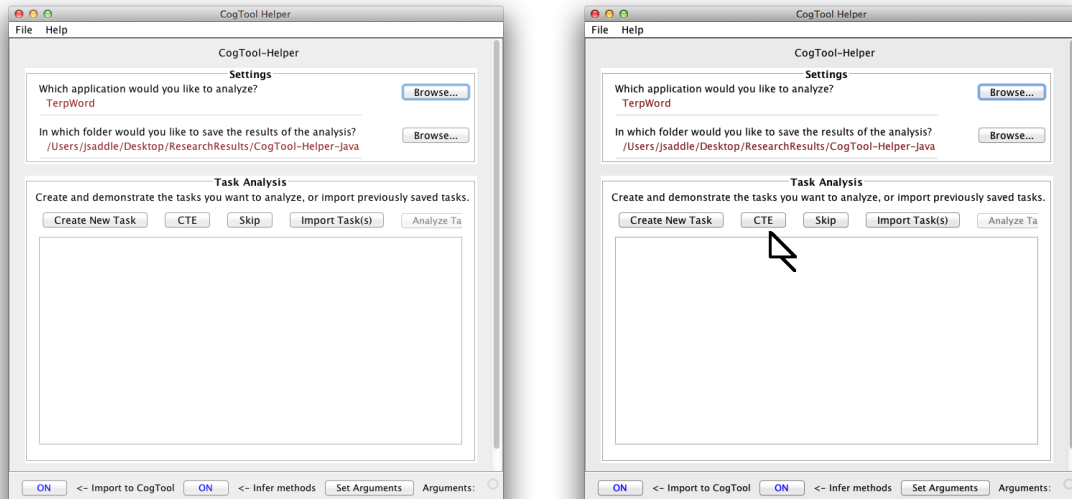 CogTool Helper
File Help
CogTool-Helper
Settings
Which application would you like to analyze?
TerpWord
Browse...
In which folder would you like to save the results of the analysis?
/Users/jsaddle/Desktop/ResearchResults/CogTool-Helper-Java
Browse...
Task Analysis
Create and demonstrate the tasks you want to analyze, or import previously saved tasks.
Create New Task CTE Skip Import Task(s) Analyze Ta
ON <- Import to CogTool ON <- Infer methods Set Arguments Arguments:
CogTool Helper
File Help
CogTool-Helper
Settings
Which application would you like to analyze?
TerpWord
Browse...
In which folder would you like to save the results of the analysis?
/Users/jsaddle/Desktop/ResearchResults/CogTool-Helper-Java
Browse...
Task Analysis
Create and demonstrate the tasks you want to analyze, or import previously saved tasks.
Create New Task CTE Skip Import Task(s) Analyze Ta
ON <- Import to CogTool ON <- Infer methods Set Arguments Arguments: